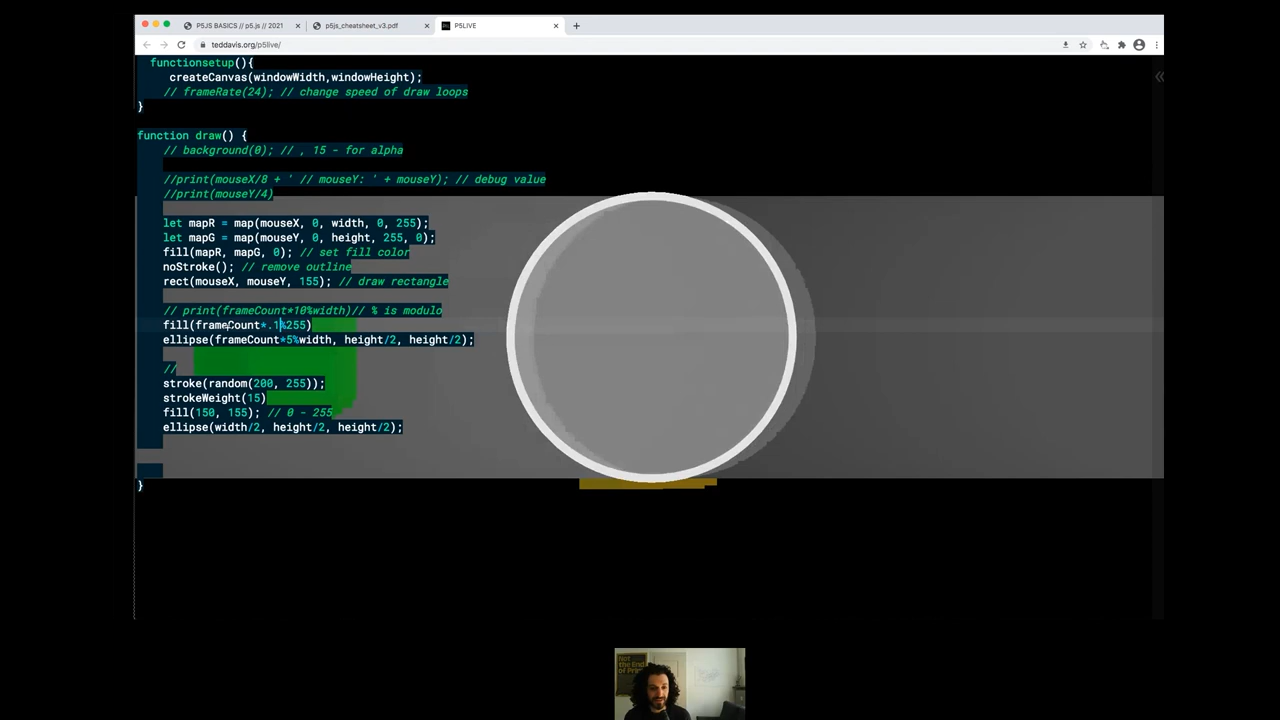 P5JS BASICS // p5.js // 2021
p5js_cheatsheet_v3.pdf
P5LIVE
teddavis.org/p5live/
functionsetup(){
createCanvas(windowWidth,windowHeight);
// frameRate(24); // change speed of draw loops
}
function draw() {
// background(0); // , 15 - for alpha
//print(mouseX/8 + ' // mouseY: ' + mouseY); // debug value
//print(mouseY/4)
let mapR = map(mouseX, 0, width, 0, 255);
let mapG = map(mouseY, 0, height, 255, 0);
fill(mapR, mapG, 0); // set fill color
noStroke(); // remove outline
rect(mouseX, mouseY, 155); // draw rectangle
// print(frameCount*10%width)// % is modulo
fill(frameCount*.1%255)
ellipse(frameCount*5%width, height/2, height/2);
//
stroke(random(200, 255));
strokeWeight(15)
fill(150, 155); // 0 - 255
ellipse(width/2, height/2, height/2);
}
Not
the End
of Print